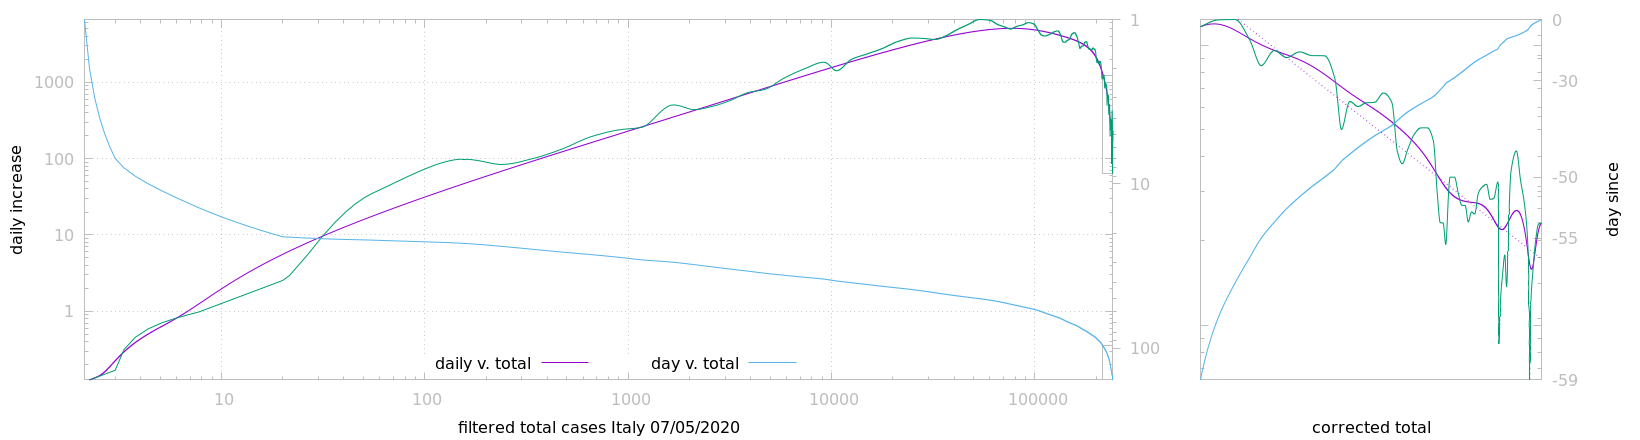 daily increase
1000
100
10
1
10
100
1000
10000
100000
1
10
100
daily v. total
day v. total
filtered total cases Italy 07/05/2020
0
-30
-50
-55
-59
day since
corrected total